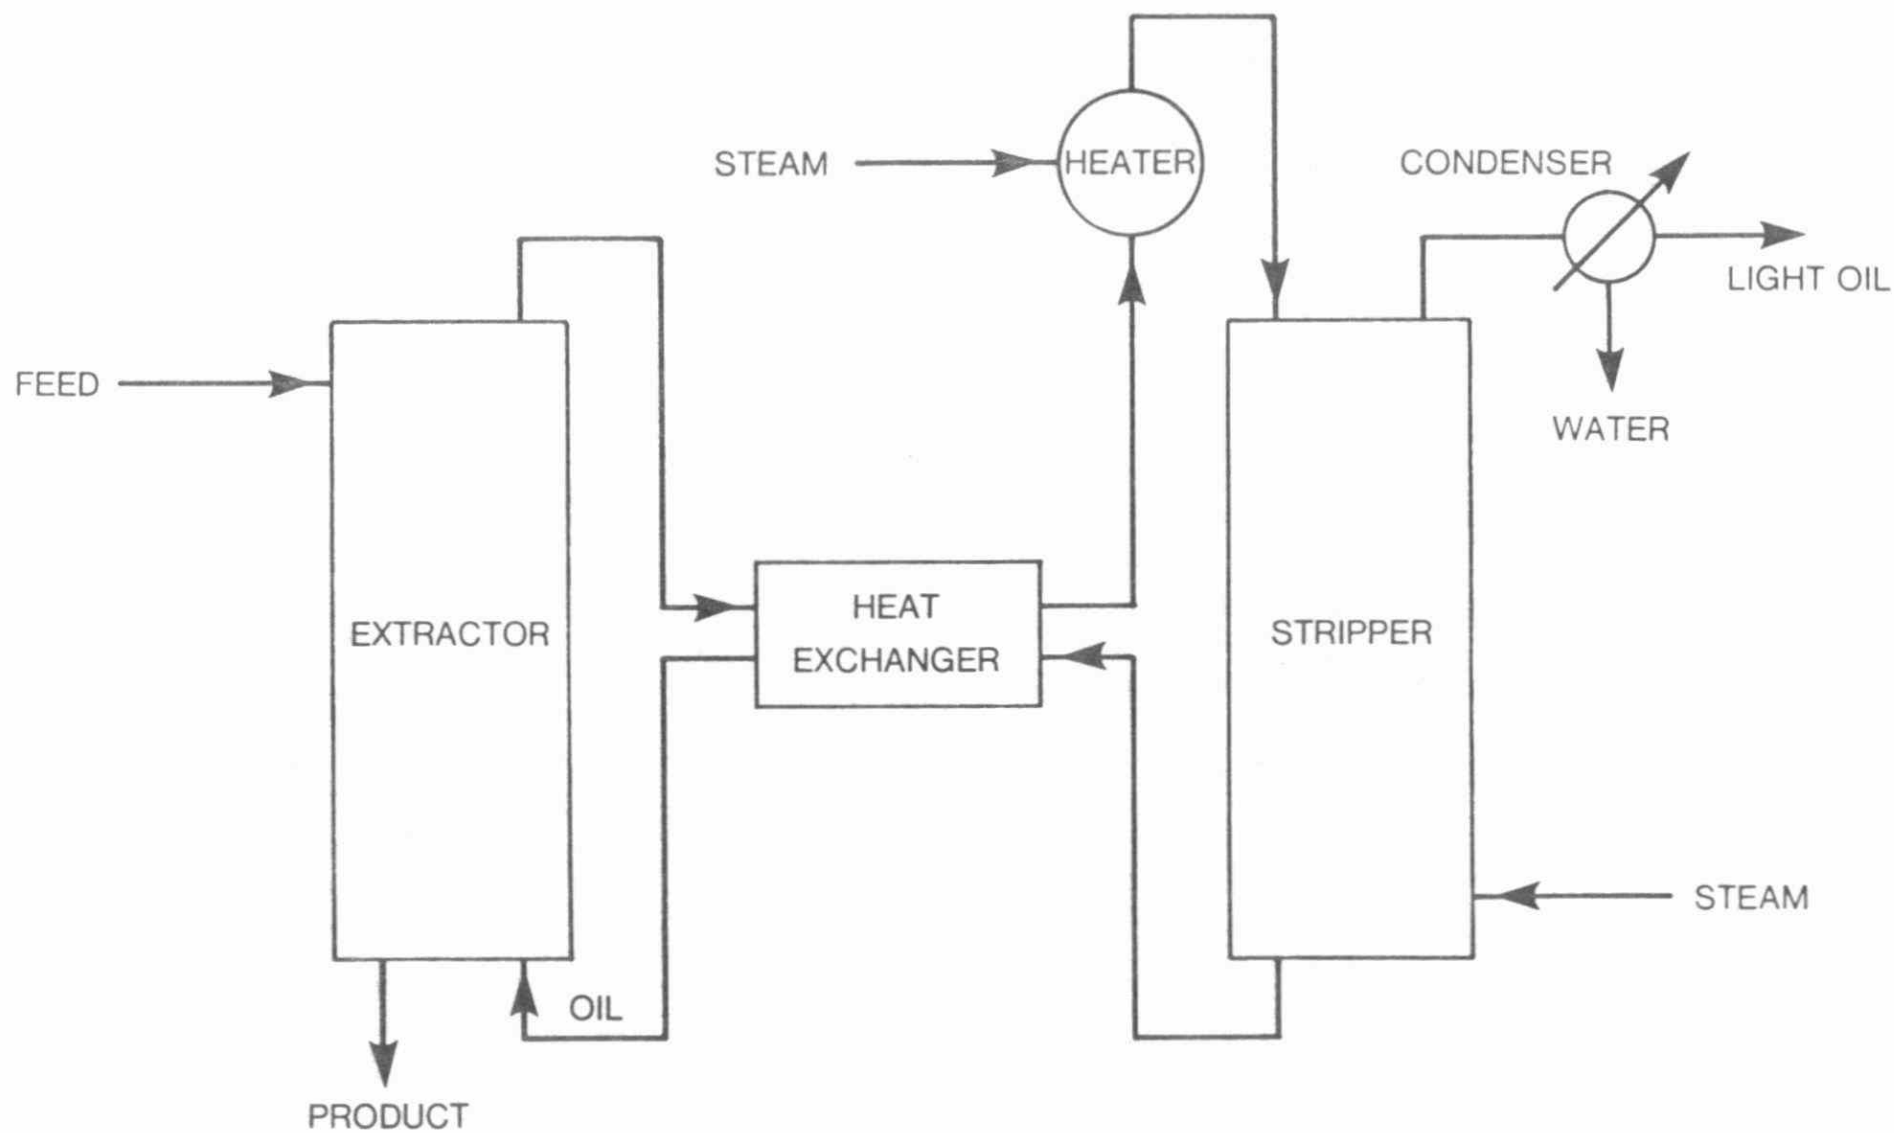 STEAM
HEATER
CONDENSER
LIGHT OIL
FEED
WATER
HEAT
EXCHANGER
EXTRACTOR
STRIPPER
STEAM
OIL
PRODUCT